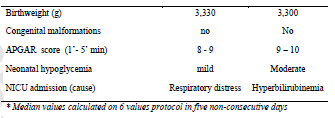 Birthweight (g) 3,330 3,300
Congenital malformations no No
APGAR score (1'- 5' min) 8 - 9 9 – 10
Neonatal hypoglycemia mild Moderate
NICU admission (cause) Respiratory distress Hyperbilirubinemia
* Median values calculated on 6 values protocol in five non-consecutive days